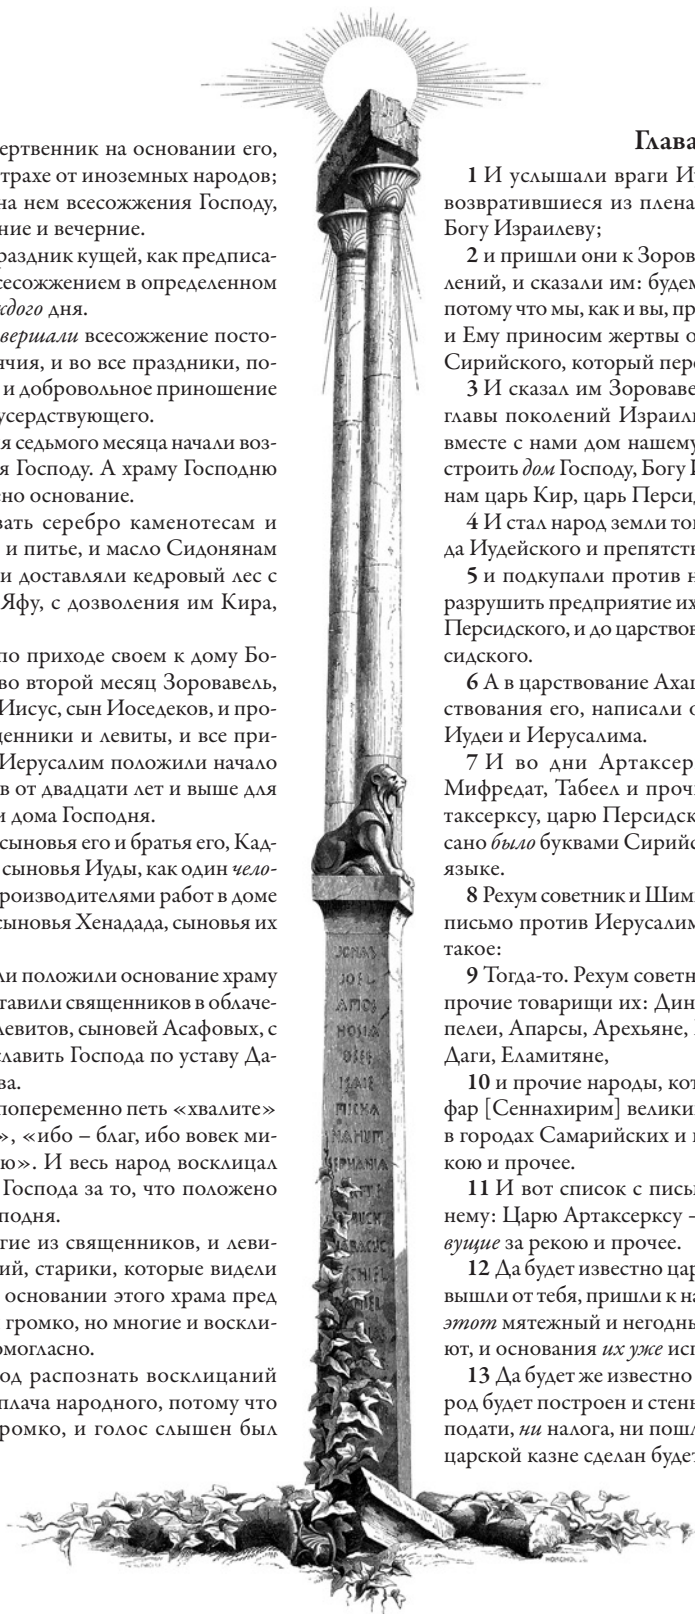 ертвенник на основании его,
трахе от иноземных народов;
на нем всесожжения Господу,
ние и вечерние.
раздник кущей, как предписа-
сесожжением в определенном
ждого дня.
вершали всесожжение посто-
чия, и во все праздники, по-
и добровольное приношение
усердствующего.
я седьмого месяца начали воз-
я Господу. А храму Господню
ено основание.
вать серебро каменотесам и
и питье, и масло Сидонянам
и доставляли кедровый лес с
Яфу, с дозволения им Кира,
по приходе своем к дому Бо-
во второй месяц Зоровавель,
Иисус, сын Иоседеков, и про-
щенники и левиты, и все при-
Иерусалим положили начало
в от двадцати лет и выше для
и дома Господня.
сыновья его и братья его, Кад-
сыновья Иуды, как один чело-
роизводителями работ в доме
сыновья Хенадада, сыновья их
ли положили основание храму
тавили священников в облаче-
левитов, сыновей Асафовых, с
славить Господа по уставу Да-
ва.
попеременно петь «хвалите»
», «ибо – благ, ибо вовек ми-
ю». И весь народ восклицал
Господа за то, что положено
подня.
гие из священников, и леви-
ий, старики, которые видели
основании этого храма пред
громко, но многие и воскли-
омогласно.
од распознать восклицаний
плача народного, потому что
ромко, и голос слышен был
JONAS
JOEL
AMOS
HOSIA
OSEE
ISAIE
MICHA
NAHUM
SEPHANIA
Глава
1 И услышали враги И
возвратившиеся из плена
Богу Израилеву;
2 и пришли они к Зоров
лений, и сказали им: будем
потому что мы, как и вы, пр
и Ему приносим жертвы о
Сирийского, который пере
3 И сказал им Зороваве
главы поколений Израил
вместе с нами дом нашему
строить дом Господу, Богу И
нам царь Кир, царь Персид
4 И стал народ земли то
да Иудейского и препятств
5 и подкупали против н
разрушить предприятие их
Персидского, и до царствов
сидского.
6 А в царствование Ахаш
ствования его, написали о
Иудеи и Иерусалима.
7 И во дни Артаксер
Мифредат, Табеел и проч
таксерксу, царю Персидск
сано было буквами Сирийс
языке.
8 Рехум советник и Шим
письмо против Иерусалим
такое:
9 Тогда-то. Рехум советн
прочие товарищи их: Дин
пелеи, Апарсы, Арехьяне,
Даги, Еламитяне,
10 и прочие народы, кот
фар [Сеннахирим] великий
в городах Самарийских и
кою и прочее.
11 И вот список с пись
нему: Царю Артаксерксу –
вущие за рекою и прочее.
12 Да будет известно цар
вышли от тебя, пришли к на
этот мятежный и негодны
ют, и основания их уже исп
13 Да будет же известно
род будет построен и стены
подати, ни налога, ни пошл
царской казне сделан будет